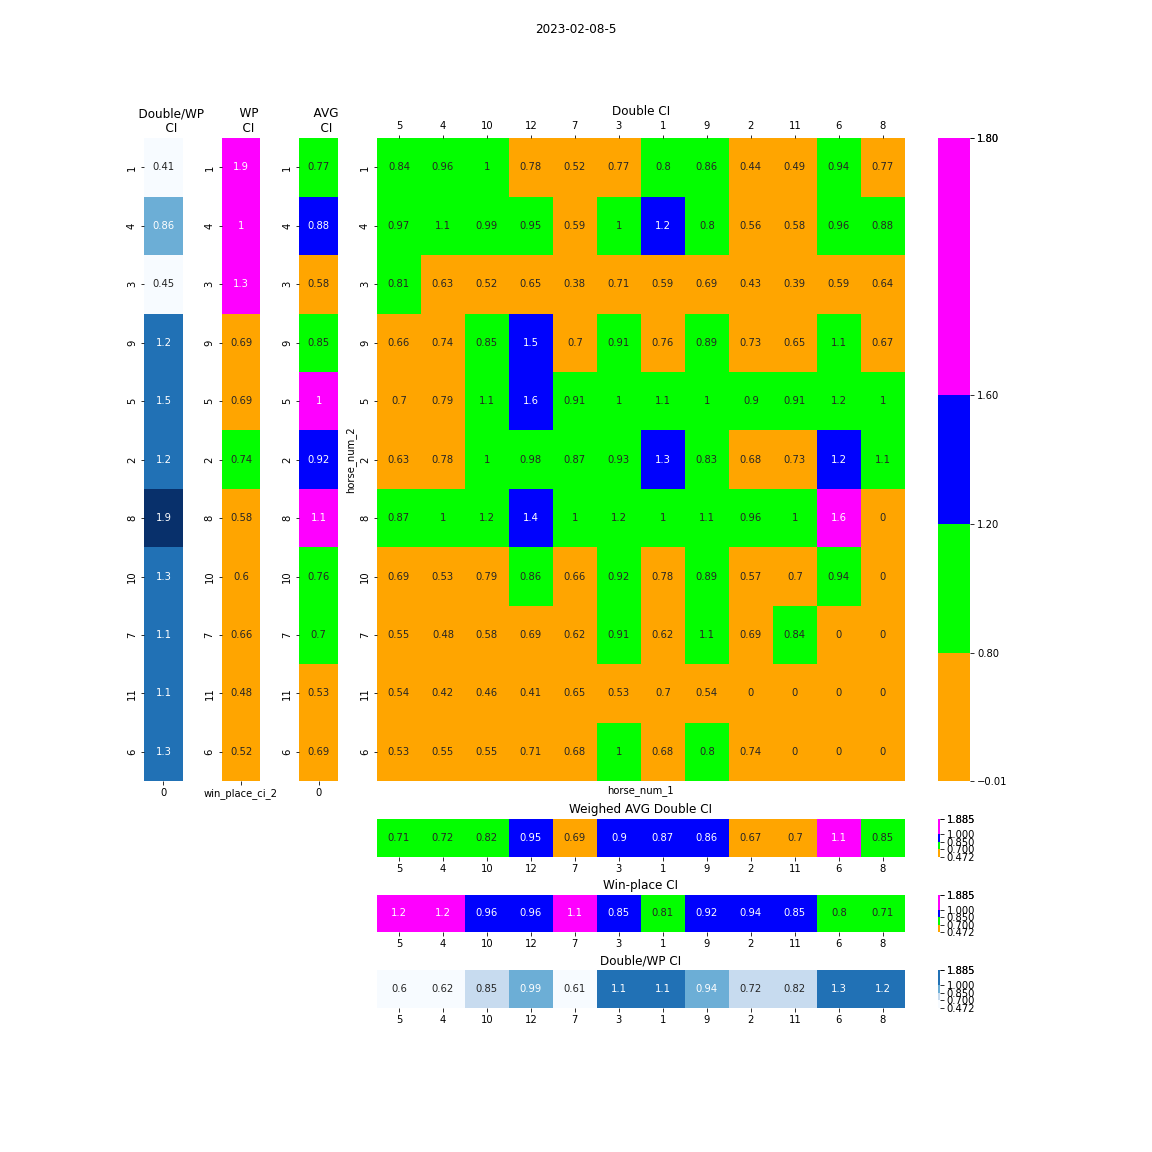 2023-02-08-5
Double/WP CI
WP CI
AVG CI
Double CI
5 4 10 12 7 3 1 9 2 11 6 8
1 0.41 1 1.9 1 0.77 1 0.84 0.96 1 0.78 0.52 0.77 0.8 0.86 0.44 0.49 0.94 0.77
4 0.86 4 1 4 0.88 4 0.97 1.1 0.99 0.95 0.59 1 1.2 0.8 0.56 0.58 0.96 0.88
3 0.45 3 1.3 3 0.58 3 0.81 0.63 0.52 0.65 0.38 0.71 0.59 0.69 0.43 0.39 0.59 0.64
9 1.2 9 0.69 9 0.85 9 0.66 0.74 0.85 1.5 0.7 0.91 0.76 0.89 0.73 0.65 1.1 0.67
5 1.5 5 0.69 5 1 5 0.7 0.79 1.1 1.6 0.91 1 1.1 1 0.9 0.91 1.2 1
2 1.2 2 0.74 2 0.92 2 0.63 0.78 1 0.98 0.87 0.93 1.3 0.83 0.68 0.73 1.2 1.1
8 1.9 8 0.58 8 1.1 8 0.87 1 1.2 1.4 1 1.2 1 1.1 0.96 1 1.6 0
10 1.3 10 0.6 10 0.76 10 0.69 0.53 0.79 0.86 0.66 0.92 0.78 0.89 0.57 0.7 0.94 0
7 1.1 7 0.66 7 0.7 7 0.55 0.48 0.58 0.69 0.62 0.91 0.62 1.1 0.69 0.84 0 0
11 1.1 11 0.48 11 0.53 11 0.54 0.42 0.46 0.41 0.65 0.53 0.7 0.54 0 0 0 0
6 1.3 6 0.52 6 0.69 6 0.53 0.55 0.55 0.71 0.68 1 0.68 0.8 0.74 0 0 0
horse_num_2
0 win_place_ci_2 0 horse_num_1
1.80
1.60
1.20
0.80
−0.01
Weighed AVG Double CI
0.71 0.72 0.82 0.95 0.69 0.9 0.87 0.86 0.67 0.7 1.1 0.85
5 4 10 12 7 3 1 9 2 11 6 8
1.885
1.000
0.850
0.700
0.472
Win-place CI
1.2 1.2 0.96 0.96 1.1 0.85 0.81 0.92 0.94 0.85 0.8 0.71
5 4 10 12 7 3 1 9 2 11 6 8
1.885
1.000
0.850
0.700
0.472
Double/WP CI
0.6 0.62 0.85 0.99 0.61 1.1 1.1 0.94 0.72 0.82 1.3 1.2
5 4 10 12 7 3 1 9 2 11 6 8
1.885
1.000
0.850
0.700
0.472